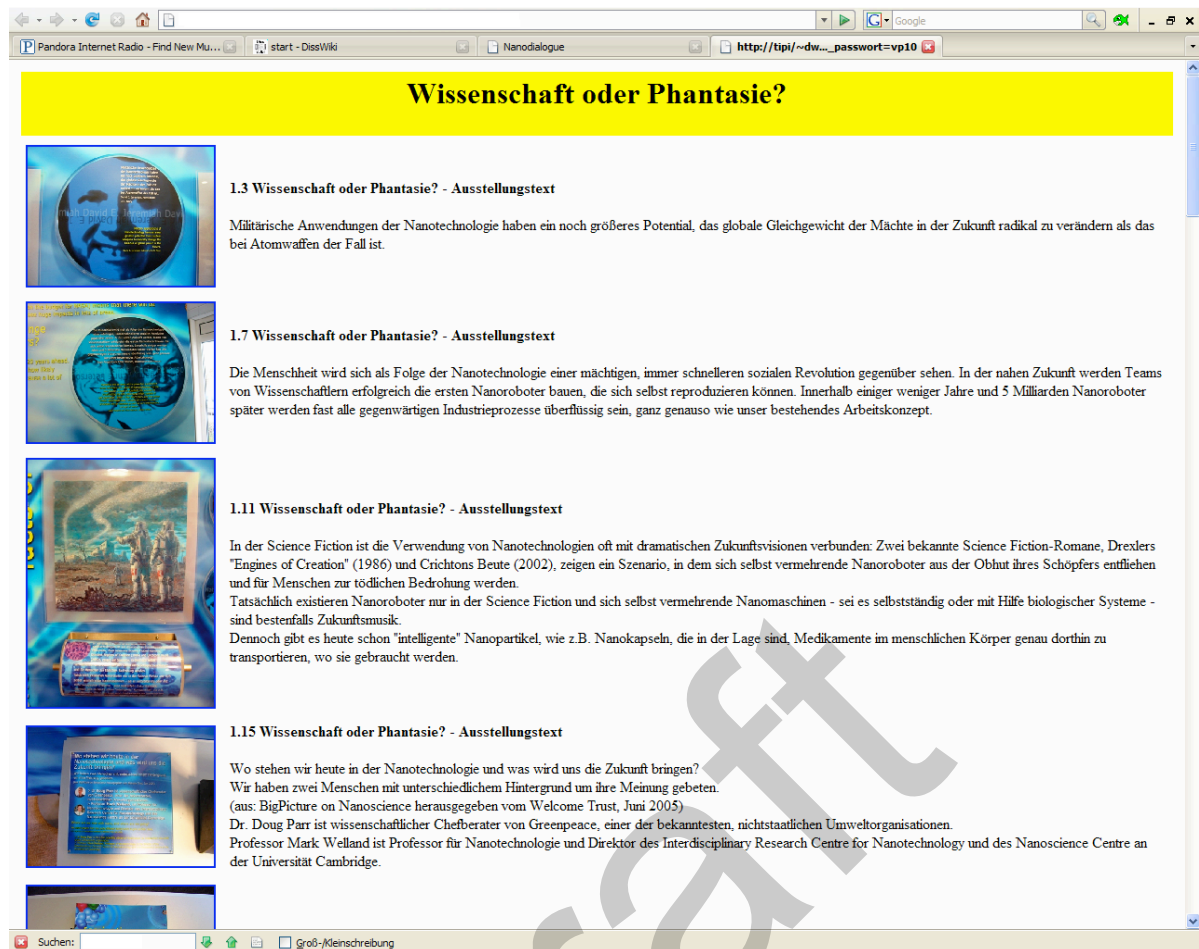 Google
Pandora Internet Radio - Find New Mu...
start - DissWiki
Nanodialogue
http://tipi/~dw..._passwort=vp10
Wissenschaft oder Phantasie?
1.3 Wissenschaft oder Phantasie? - Ausstellungstext
Militärische Anwendungen der Nanotechnologie haben ein noch größeres Potential, das globale Gleichgewicht der Mächte in der Zukunft radikal zu verändern als das
bei Atomwaffen der Fall ist.
1.7 Wissenschaft oder Phantasie? - Ausstellungstext
Die Menschheit wird sich als Folge der Nanotechnologie einer mächtigen, immer schnelleren sozialen Revolution gegenüber sehen. In der nahen Zukunft werden Teams
von Wissenschaftlern erfolgreich die ersten Nanoroboter bauen, die sich selbst reproduzieren können. Innerhalb einiger weniger Jahre und 5 Milliarden Nanoroboter
später werden fast alle gegenwärtigen Industrieprozesse überflüssig sein, ganz genauso wie unser bestehendes Arbeitskonzept.
1.11 Wissenschaft oder Phantasie? - Ausstellungstext
In der Science Fiction ist die Verwendung von Nanotechnologien oft mit dramatischen Zukunftsvisionen verbunden: Zwei bekannte Science Fiction-Romane, Drexlers
"Engines of Creation" (1986) und Crichtons Beute (2002), zeigen ein Szenario, in dem sich selbst vermehrende Nanoroboter aus der Obhut ihres Schöpfers entfliehen
und für Menschen zur tödlichen Bedrohung werden.
Tatsächlich existieren Nanoroboter nur in der Science Fiction und sich selbst vermehrende Nanomaschinen - sei es selbstständig oder mit Hilfe biologischer Systeme -
sind bestenfalls Zukunftsmusik.
Dennoch gibt es heute schon "intelligente" Nanopartikel, wie z.B. Nanokapseln, die in der Lage sind, Medikamente im menschlichen Körper genau dorthin zu
transportieren, wo sie gebraucht werden.
1.15 Wissenschaft oder Phantasie? - Ausstellungstext
Wo stehen wir heute in der Nanotechnologie und was wird uns die Zukunft bringen?
Wir haben zwei Menschen mit unterschiedlichem Hintergrund um ihre Meinung gebeten.
(aus: BigPicture on Nanoscience herausgegeben vom Welcome Trust, Juni 2005)
Dr. Doug Parr ist wissenschaftlicher Chefberater von Greenpeace, einer der bekanntesten, nichtstaatlichen Umweltorganisationen.
Professor Mark Welland ist Professor für Nanotechnologie und Direktor des Interdisciplinary Research Centre for Nanotechnology und des Nanoscience Centre an
der Universität Cambridge.
Suchen:
Groß-/Kleinschreibung